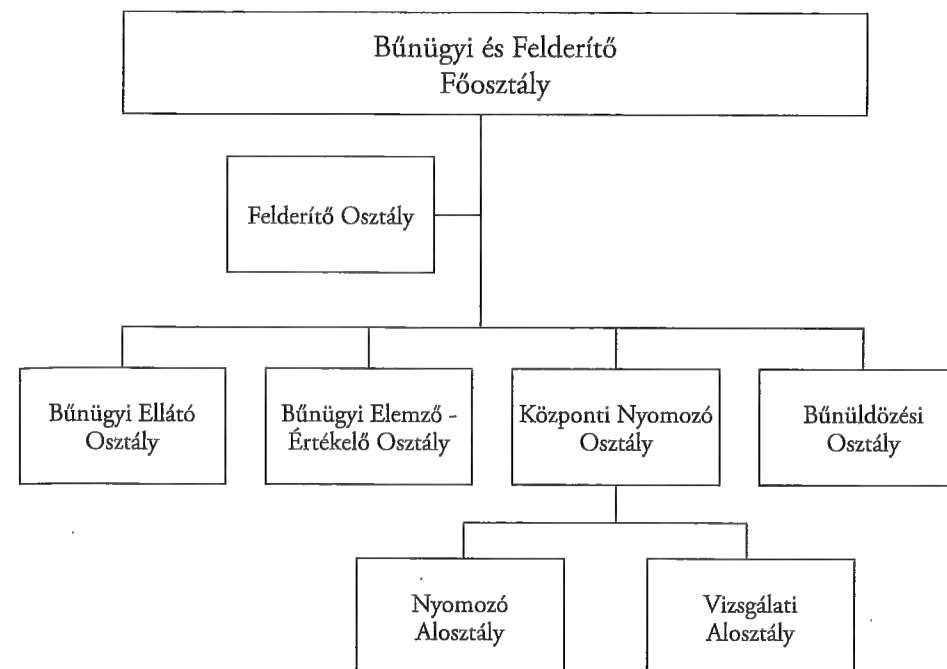 Bűnügyi és Felderítő
Főosztály
Felderítő Osztály
Bűnügyi Ellátó
Osztály
Bűnügyi Elemző -
Értékelő Osztály
Központi Nyomozó
Osztály
Bűnüldözési
Osztály
Nyomozó
Alosztály
Vizsgálati
Alosztály